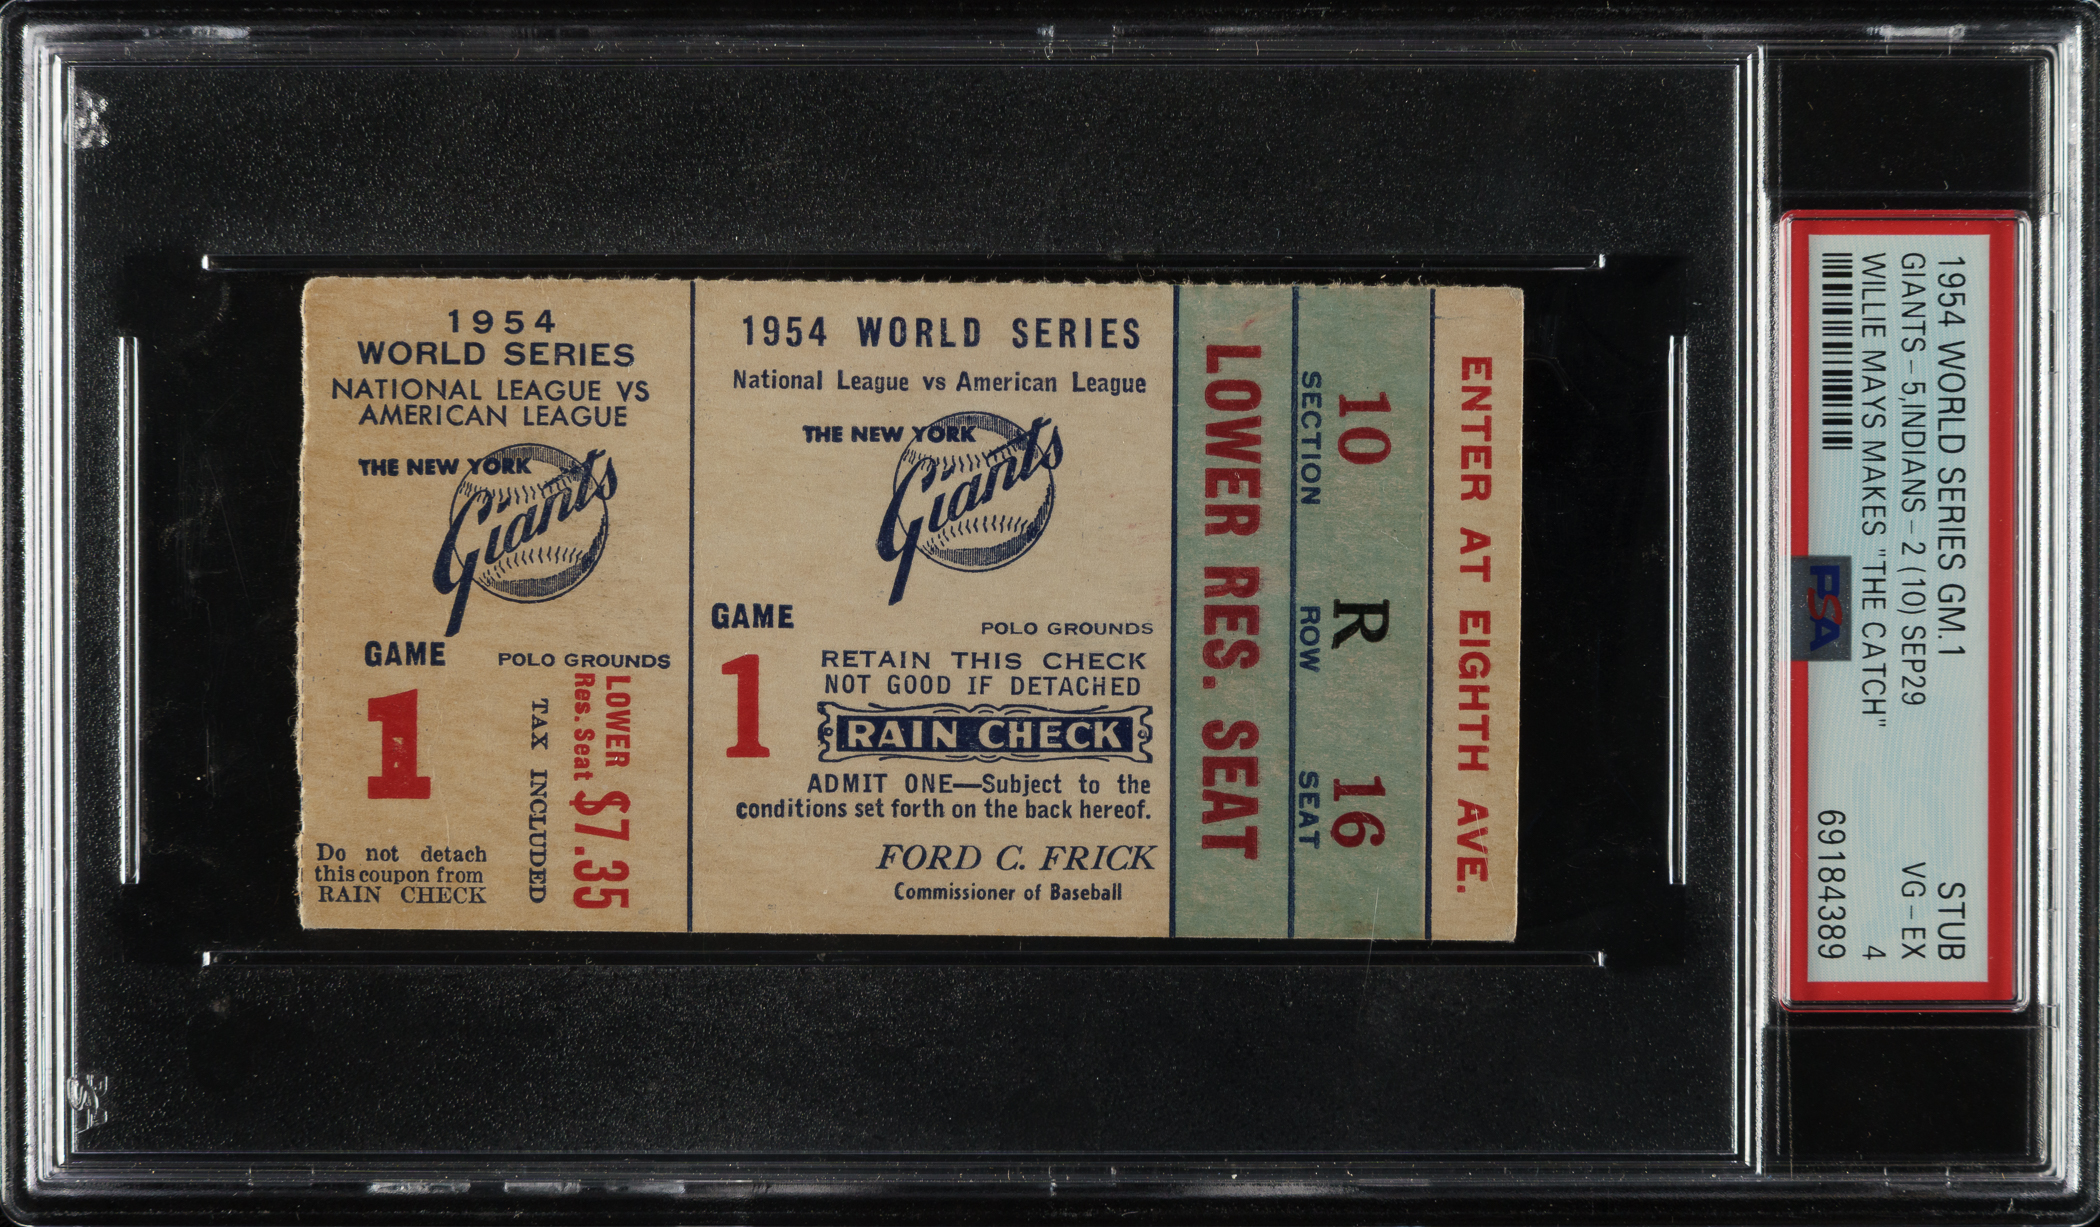 1954
WORLD SERIES
NATIONAL LEAGUE VS
AMERICAN LEAGUE
THE NEW YORK
Giants
GAME
1
POLO GROUNDS
LOWER
Res. Seat $7.35
TAX INCLUDED
Do not detach
this coupon from
RAIN CHECK
1954 WORLD SERIES
National League vs American League
THE NEW YORK
Giants
GAME
1
POLO GROUNDS
RETAIN THIS CHECK
NOT GOOD IF DETACHED
RAIN CHECK
ADMIT ONE—Subject to the
conditions set forth on the back hereof.
FORD C. FRICK
Commissioner of Baseball
LOWER RES. SEAT
10 R 16
SECTION ROW SEAT
ENTER AT EIGHTH AVE.
1954 WORLD SERIES GM.1 STUB
GIANTS-5,INDIANS-2 (10) SEP29 VG-EX
WILLIE MAYS MAKES "THE CATCH" 4
69184389
PSA